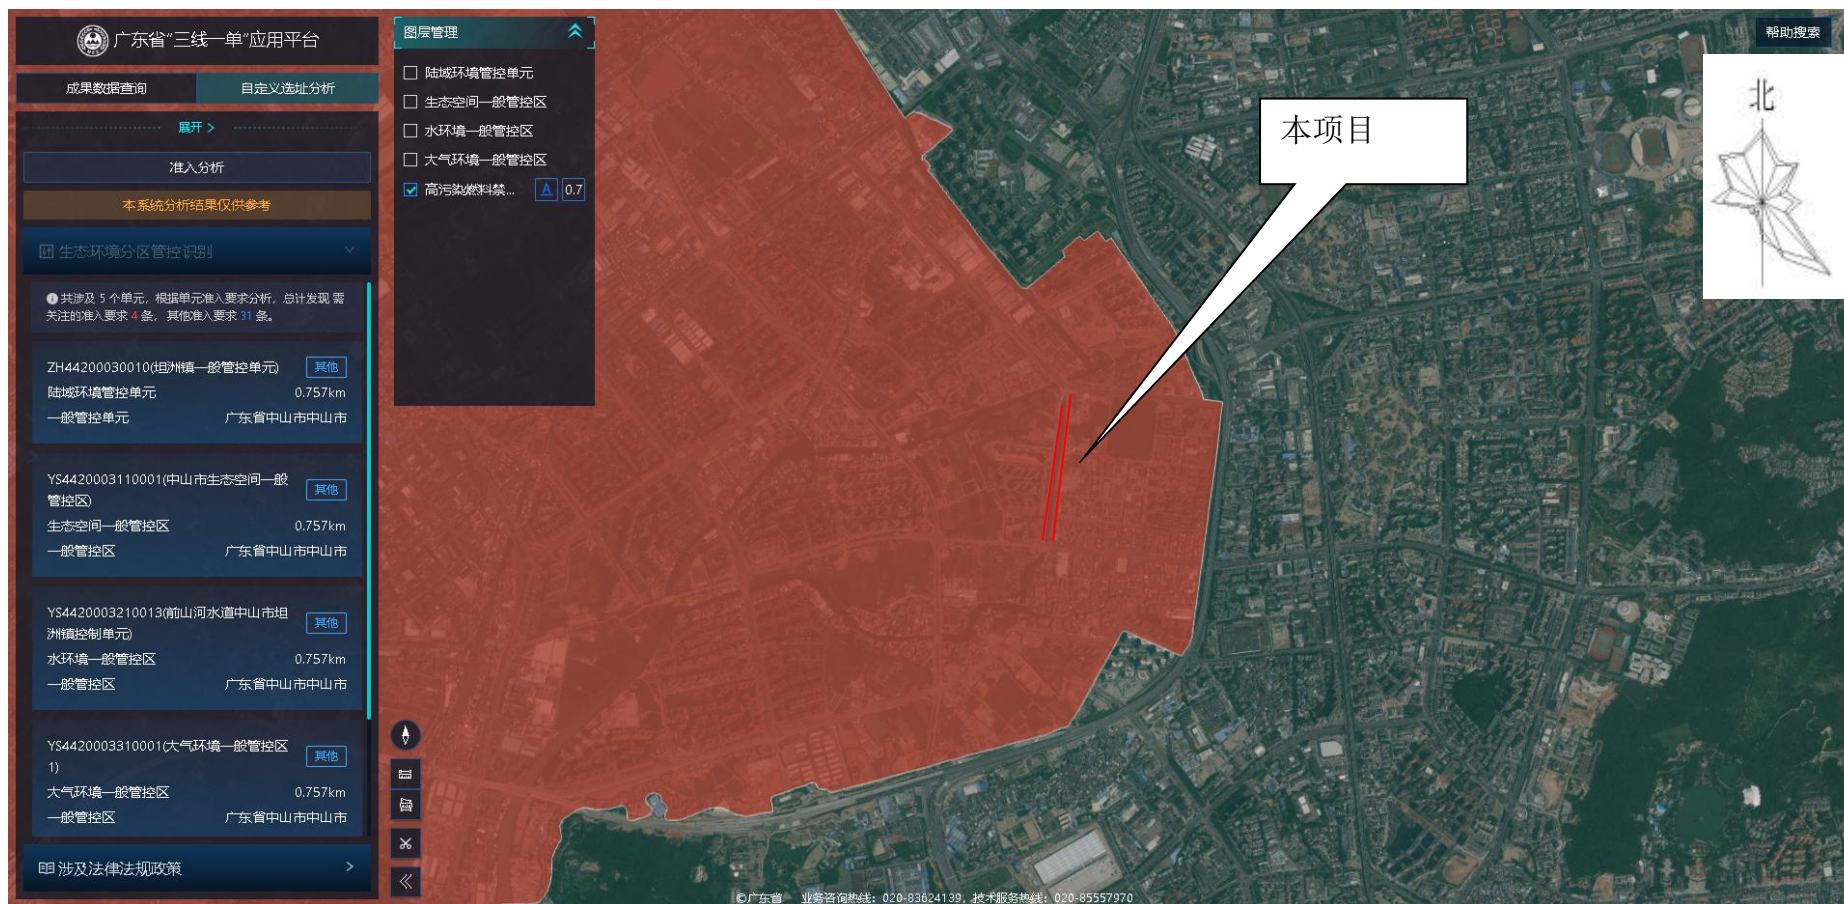 广东省“三线一单”应用平台
成果数据查询
自定义选址分析
展开 >
准入分析
本系统分析结果仅供参考
生态环境分区管控识别
共涉及 5 个单元，根据单元准入要求分析，总计发现 需
关注的准入要求 4 条， 其他准入要求 31 条。
ZH44200030010(坦洲镇一般管控单元)
其他
陆域环境管控单元
0.757km
一般管控单元
广东省中山市中山市
YS4420003110001(中山市生态空间一般
管控区)
其他
生态空间一般管控区
0.757km
一般管控区
广东省中山市中山市
YS4420003210013(前山河水道中山市坦
洲镇控制单元)
其他
水环境一般管控区
0.757km
一般管控区
广东省中山市中山市
YS4420003310001(大气环境一般管控区
1)
其他
大气环境一般管控区
0.757km
一般管控区
广东省中山市中山市
涉及法律法规政策
图层管理
陆域环境管控单元
生态空间一般管控区
水环境一般管控区
大气环境一般管控区
高污染燃料禁...
A
0.7
本项目
帮助搜索
北
©广东省 业务咨询热线：020-83624139，技术服务热线：020-85557970